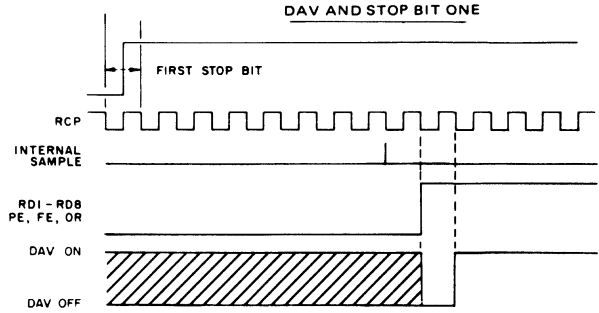 DAV AND STOP BIT ONE
FIRST STOP BIT
RCP
INTERNAL
SAMPLE
RD1-RD8
PE, FE, OR
DAV ON
DAV OFF